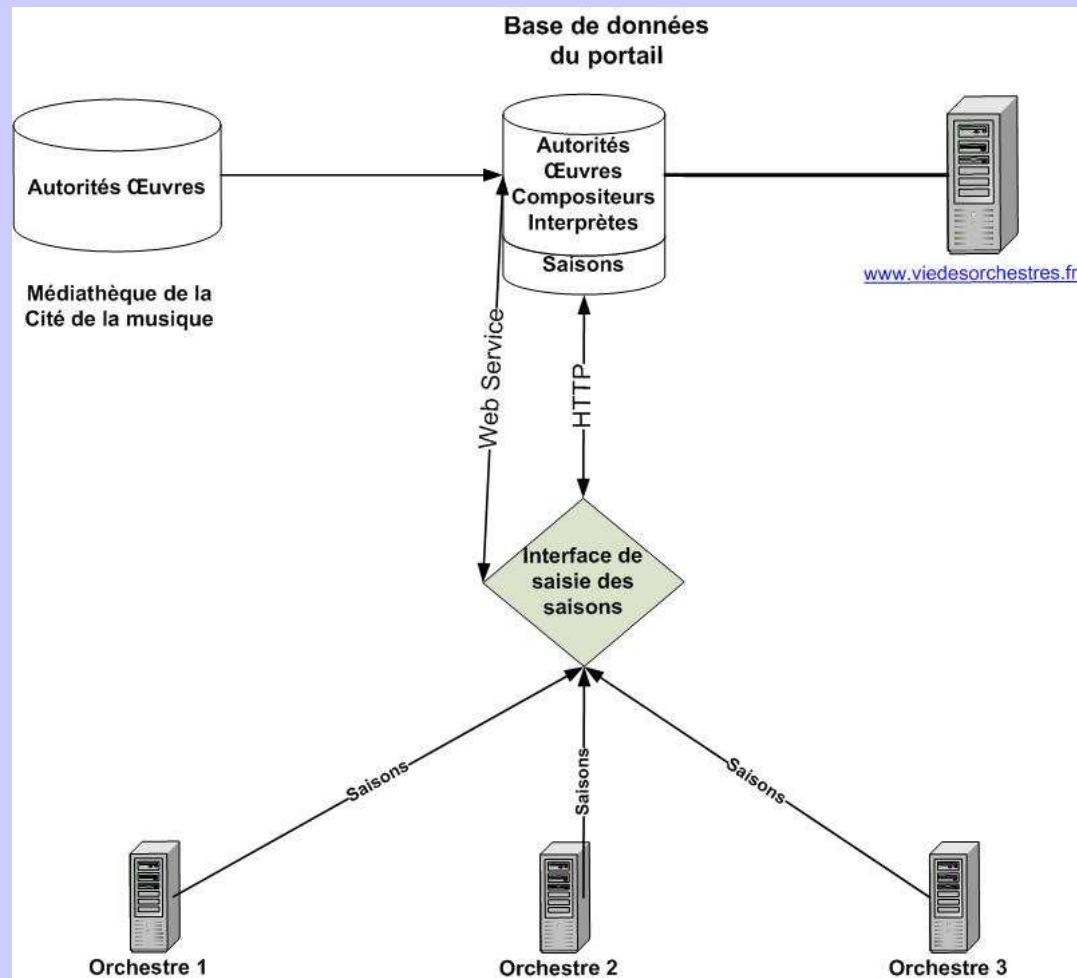 Base de données
du portail
Autorités Œuvres
Autorités
Œuvres
Compositeurs
Interprètes
Saisons
www.viedesorchestres.fr
Médiathèque de la
Cité de la musique
Web Service
HTTP
Interface de
saisie des
saisons
Saisons
Saisons
Saisons
Orchestre 1
Orchestre 2
Orchestre 3